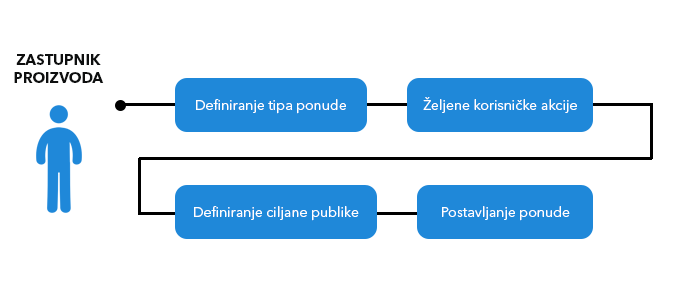 ZASTUPNIK
PROIZVODA
Definiranje tipa ponude
Željene korisničke akcije
Definiranje ciljane publike
Postavljanje ponude